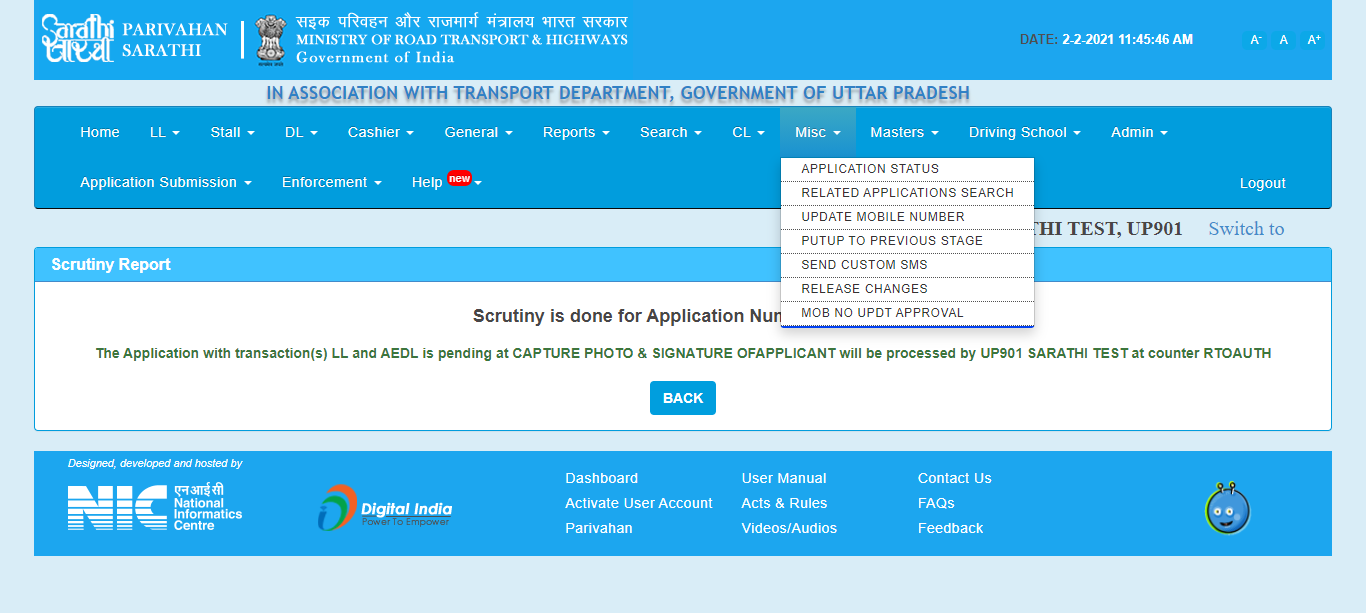 Sarathi
सारथी
PARIVAHAN
SARATHI
सड़क परिवहन और राजमार्ग मंत्रालय भारत सरकार
MINISTRY OF ROAD TRANSPORT & HIGHWAYS
Government of India
DATE: 2-2-2021 11:45:46 AM
A- A A+
IN ASSOCIATION WITH TRANSPORT DEPARTMENT, GOVERNMENT OF UTTAR PRADESH
Home LL Stall DL Cashier General Reports Search CL Misc Masters Driving School Admin
Application Submission Enforcement Help new Logout
APPLICATION STATUS
RELATED APPLICATIONS SEARCH
UPDATE MOBILE NUMBER
PUTUP TO PREVIOUS STAGE
SEND CUSTOM SMS
RELEASE CHANGES
MOB NO UPDT APPROVAL
THI TEST, UP901 Switch to
Scrutiny Report
Scrutiny is done for Application Nu
The Application with transaction(s) LL and AEDL is pending at CAPTURE PHOTO & SIGNATURE OFAPPLICANT will be processed by UP901 SARATHI TEST at counter RTOAUTH
BACK
Designed, developed and hosted by
NIC
एनआईसी
National
Informatics
Centre
Digital India
Power To Empower
Dashboard User Manual Contact Us
Activate User Account Acts & Rules FAQs
Parivahan Videos/Audios Feedback